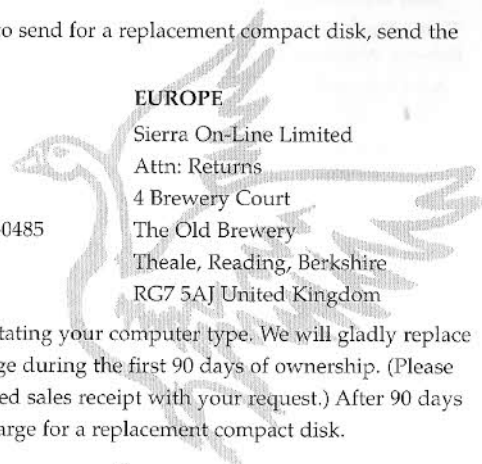 o send for a replacement compact disk, send the
EUROPE
Sierra On-Line Limited
Attn: Returns
4 Brewery Court
0485 The Old Brewery
Theale, Reading, Berkshire
RG7 5AJ United Kingdom
tating your computer type. We will gladly replace
ge during the first 90 days of ownership. (Please
ed sales receipt with your request.) After 90 days
arge for a replacement compact disk.